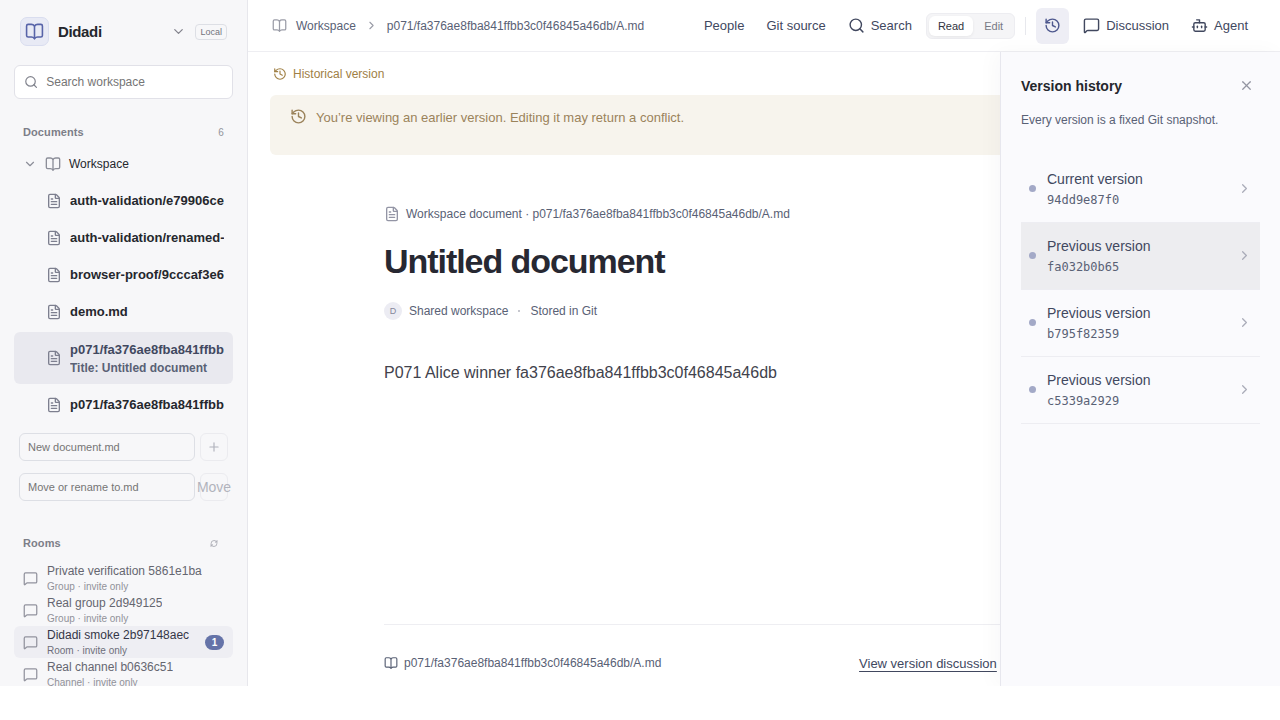 Didadi
Local
Search workspace
Documents 6
Workspace
auth-validation/e79906ce
auth-validation/renamed-
browser-proof/9cccaf3e6
demo.md
p071/fa376ae8fba841ffbb
Title: Untitled document
p071/fa376ae8fba841ffbb
New document.md
Move or rename to.md Move
Rooms
Private verification 5861e1ba
Group · invite only
Real group 2d949125
Group · invite only
Didadi smoke 2b97148aec
Room · invite only 1
Real channel b0636c51
Channel · invite only
Workspace p071/fa376ae8fba841ffbb3c0f46845a46db/A.md
People Git source Search Read Edit Discussion Agent
Historical version
You're viewing an earlier version. Editing it may return a conflict.
Workspace document · p071/fa376ae8fba841ffbb3c0f46845a46db/A.md
Untitled document
D Shared workspace · Stored in Git
P071 Alice winner fa376ae8fba841ffbb3c0f46845a46db
p071/fa376ae8fba841ffbb3c0f46845a46db/A.md View version discussion
Version history
Every version is a fixed Git snapshot.
Current version
94dd9e87f0
Previous version
fa032b0b65
Previous version
b795f82359
Previous version
c5339a2929